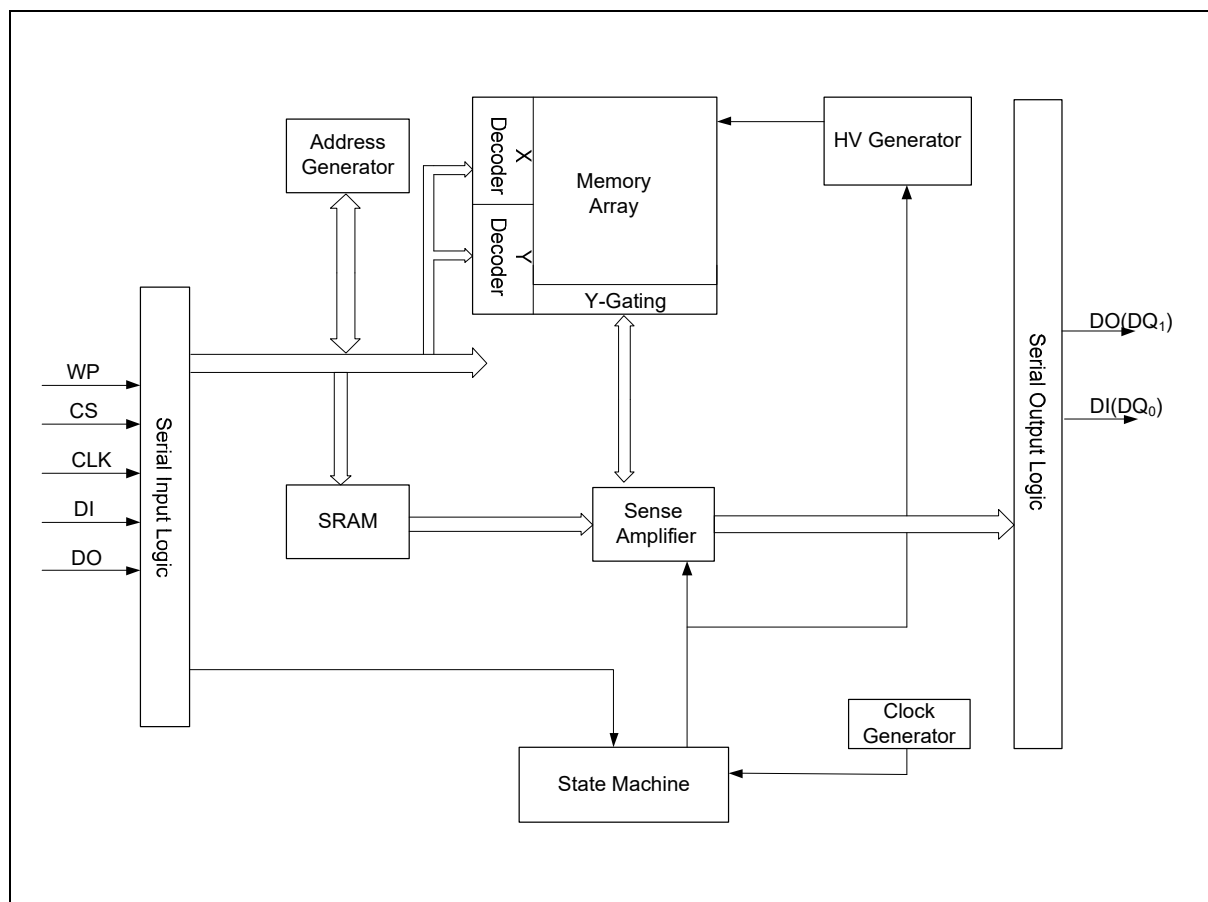 Address
Generator
X
Decoder
Y
Decoder
Memory
Array
Y-Gating
HV Generator
WP
CS
CLK
DI
DO
Serial Input Logic
SRAM
Sense
Amplifier
Serial Output Logic
DO(DQ₁)
DI(DQ₀)
State Machine
Clock
Generator